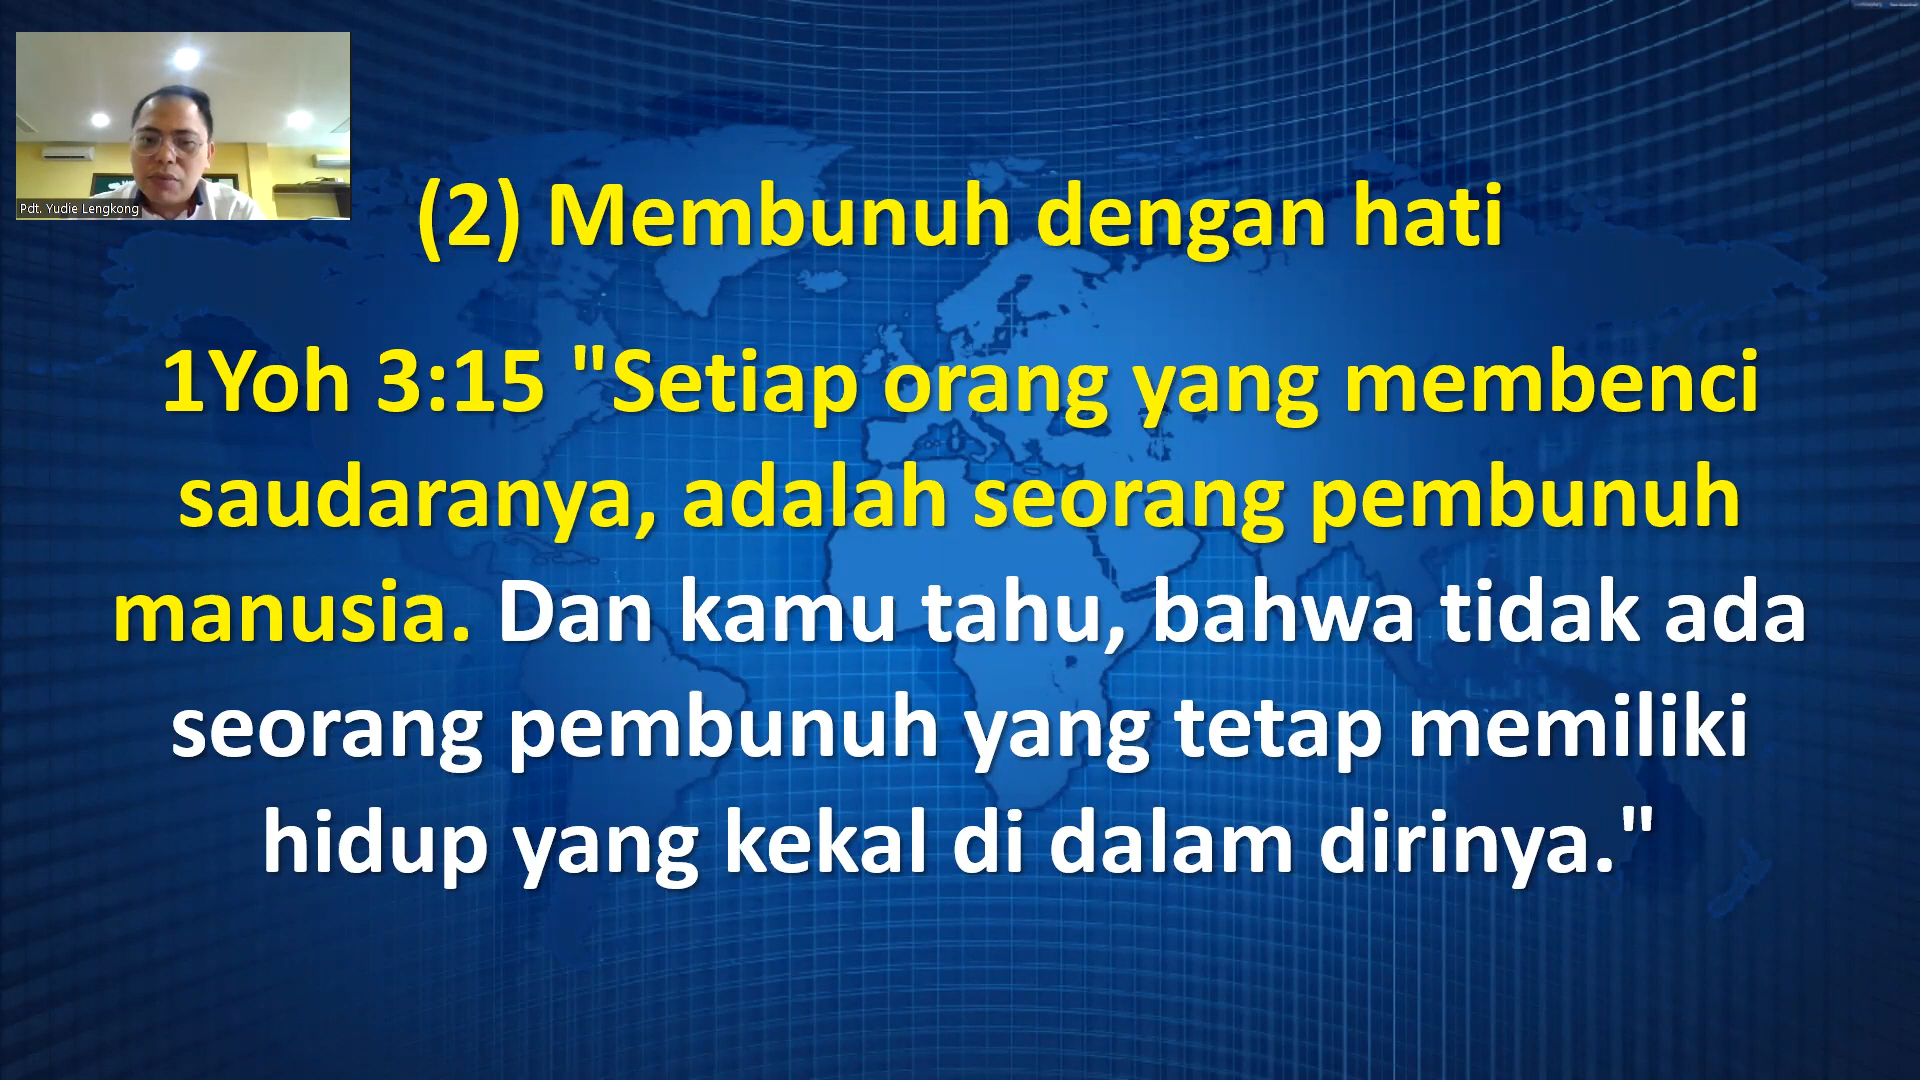 Pdt. Yudie Lengkong
(2) Membunuh dengan hati
1Yoh 3:15 "Setiap orang yang membenci
saudaranya, adalah seorang pembunuh
manusia. Dan kamu tahu, bahwa tidak ada
seorang pembunuh yang tetap memiliki
hidup yang kekal di dalam dirinya."